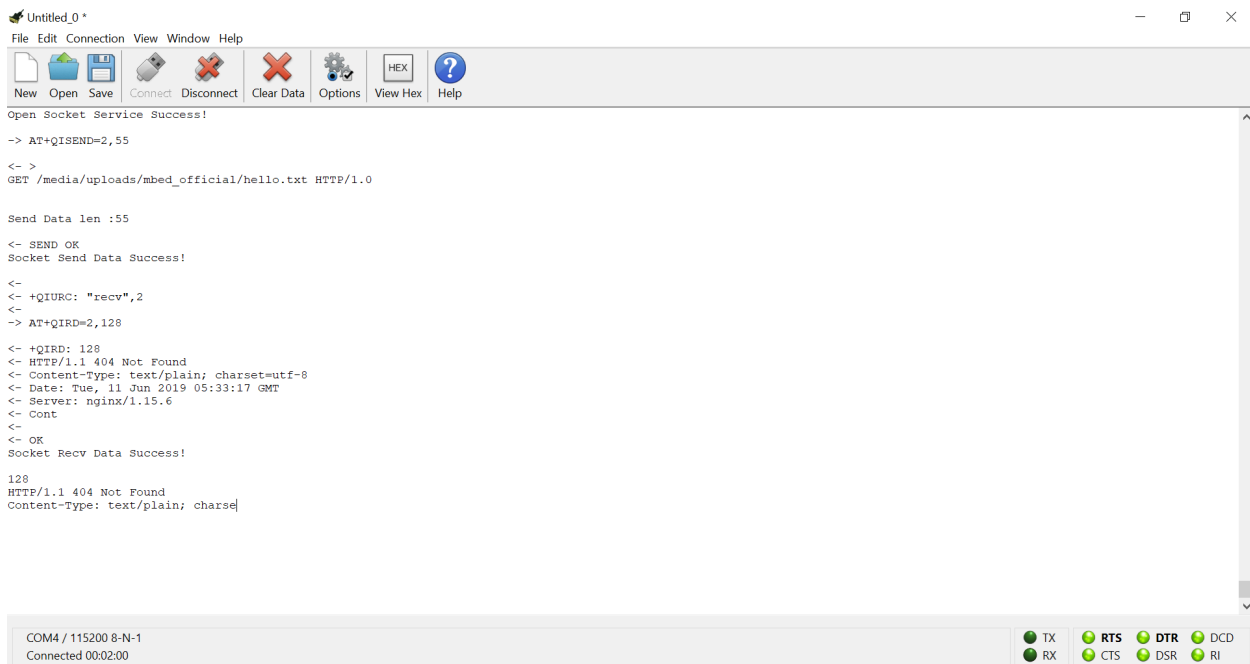 Untitled_0 *
File Edit Connection View Window Help
HEX
?
New Open Save Connect Disconnect Clear Data Options View Hex Help
Open Socket Service Success!
-> AT+QISEND=2,55
<- >
GET /media/uploads/mbed_official/hello.txt HTTP/1.0
Send Data len :55
<- SEND OK
Socket Send Data Success!
<-
<- +QIURC: "recv",2
<-
-> AT+QIRD=2,128
<- +QIRD: 128
<- HTTP/1.1 404 Not Found
<- Content-Type: text/plain; charset=utf-8
<- Date: Tue, 11 Jun 2019 05:33:17 GMT
<- Server: nginx/1.15.6
<- Cont
<-
<- OK
Socket Recv Data Success!
128
HTTP/1.1 404 Not Found
Content-Type: text/plain; charse
COM4 / 115200 8-N-1
Connected 00:02:00
TX RTS DTR DCD
RX CTS DSR RI